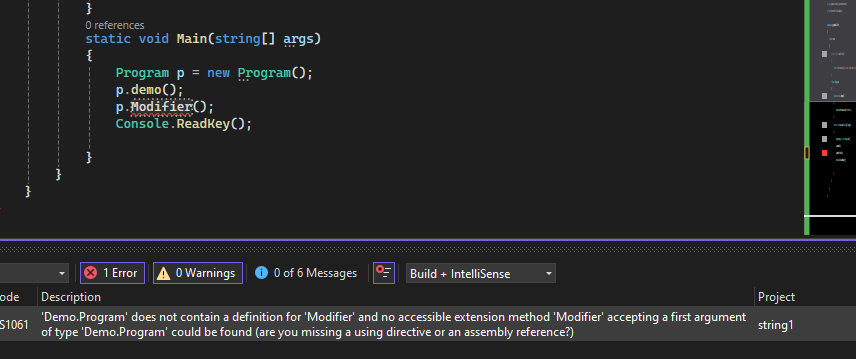 }
0 references
static void Main(string[] args)
{
Program p = new Program();
p.demo();
p.Modifier();
Console.ReadKey();
}
}
}
1 Error
0 Warnings
0 of 6 Messages
Build + IntelliSense
ode Description Project
S1061 'Demo.Program' does not contain a definition for 'Modifier' and no accessible extension method 'Modifier' accepting a first argument
of type 'Demo.Program' could be found (are you missing a using directive or an assembly reference?) string1